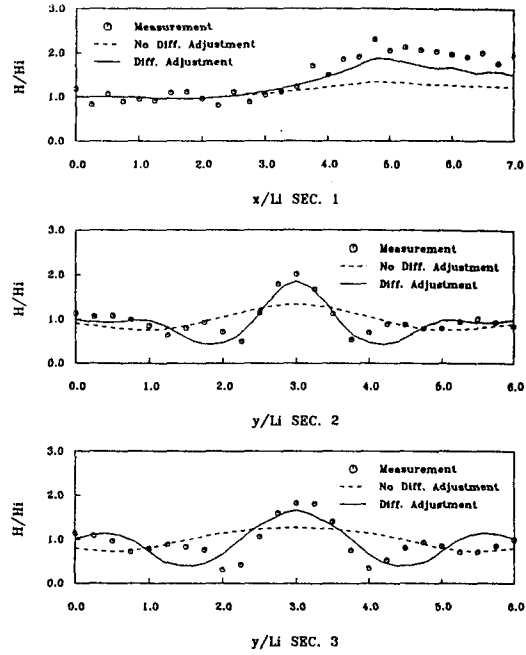 3.0
2.0
1.0
0.0
H/Hi
Measurement
No Diff. Adjustment
Diff. Adjustment
0.0 1.0 2.0 3.0 4.0 5.0 6.0 7.0
x/Li SEC. 1
3.0
2.0
1.0
0.0
H/Hi
Measurement
No Diff. Adjustment
Diff. Adjustment
0.0 1.0 2.0 3.0 4.0 5.0 6.0
y/Li SEC. 2
3.0
2.0
1.0
0.0
H/Hi
Measurement
No Diff. Adjustment
Diff. Adjustment
0.0 1.0 2.0 3.0 4.0 5.0 6.0
y/Li SEC. 3